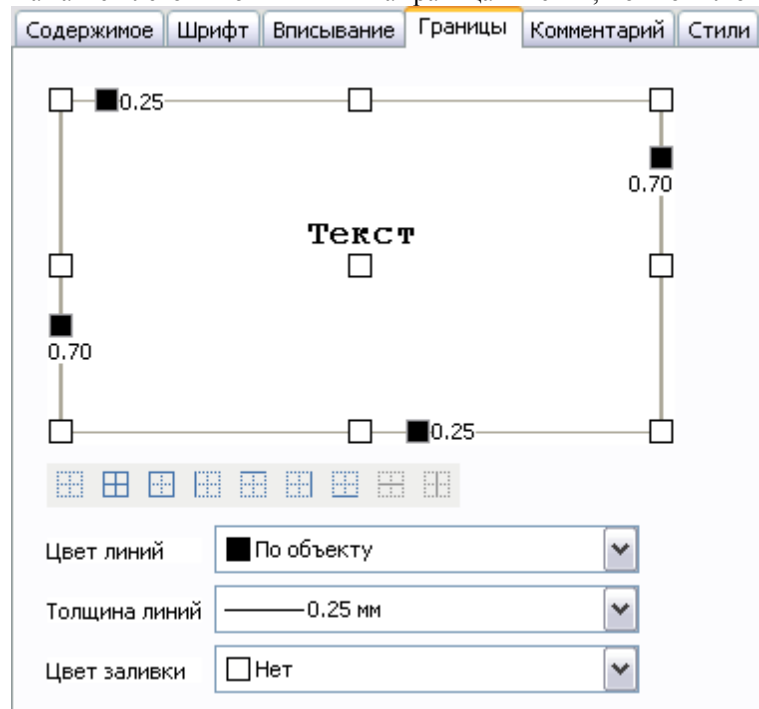 Содержимое Шрифт Вписывание Границы Комментарий Стили
0.25
0.70
Текст
0.70
0.25
Цвет линий По объекту
Толщина линий 0.25 мм
Цвет заливки Нет